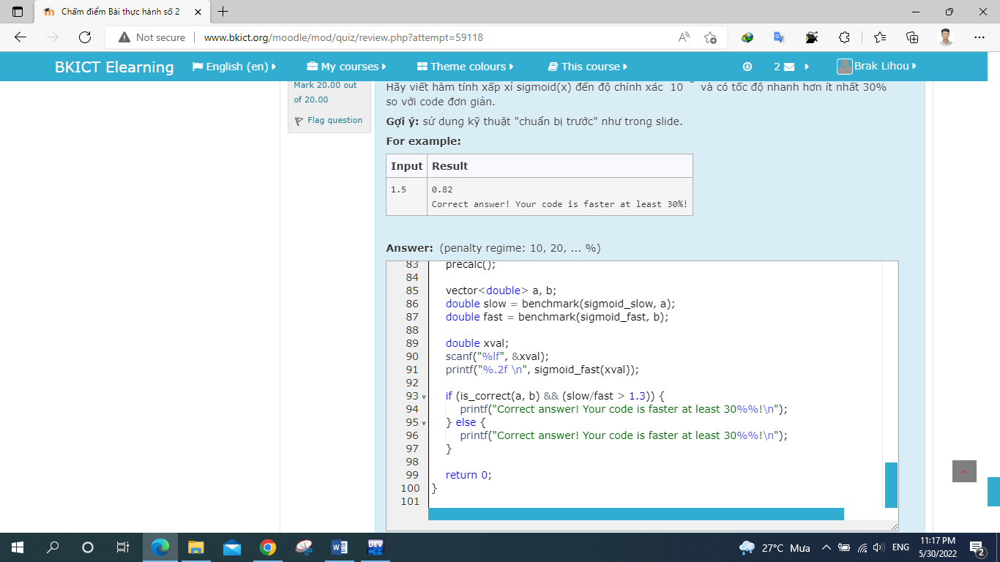 Chấm điểm Bài thực hành số 2
Not secure www.bkict.org/moodle/mod/quiz/review.php?attempt=59118
BKICT Elearning English (en) My courses Theme colours This course 2 Brak Lihou
Mark 20.00 out
of 20.00
Flag question
Hãy viết hàm tính xấp xỉ sigmoid(x) đến độ chính xác 10 và có tốc độ nhanh hơn ít nhất 30%
so với code đơn giản.
Gợi ý: sử dụng kỹ thuật "chuẩn bị trước" như trong slide.
For example:
Input Result
1.5 0.82
Correct answer! Your code is faster at least 30%!
Answer: (penalty regime: 10, 20, ... %)
83 precalc();
84
85 vector<double> a, b;
86 double slow = benchmark(sigmoid_slow, a);
87 double fast = benchmark(sigmoid_fast, b);
88
89 double xval;
90 scanf("%lf", &xval);
91 printf("%.2f \n", sigmoid_fast(xval));
92
93 if (is_correct(a, b) && (slow/fast > 1.3)) {
94 printf("Correct answer! Your code is faster at least 30%%!\n");
95 } else {
96 printf("Correct answer! Your code is faster at least 30%%!\n");
97 }
98
99 return 0;
100 }
101
27°C Mưa ENG 11:17 PM
5/30/2022
2
DEV